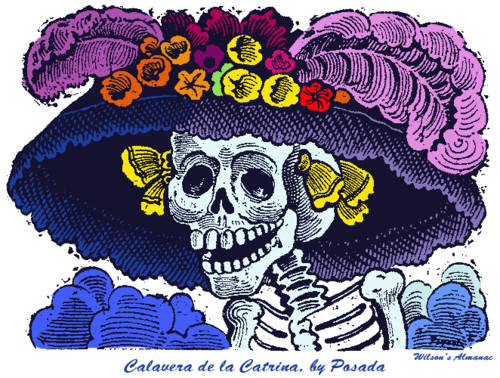 Calavera de la Catrina, by Posada
Wilson's Almanac